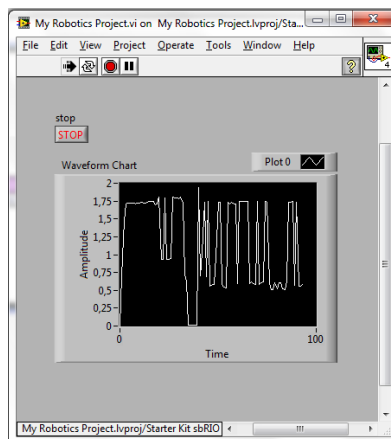 My Robotics Project.vi on My Robotics Project.lvproj/Star...
File Edit View Project Operate Tools Window Help
?
4
stop
STOP
Waveform Chart
Plot 0
2
1,75
1,5
1,25
1
0,75
0,5
0,25
0
Amplitude
0
100
Time
My Robotics Project.lvproj/Starter Kit sbRIO